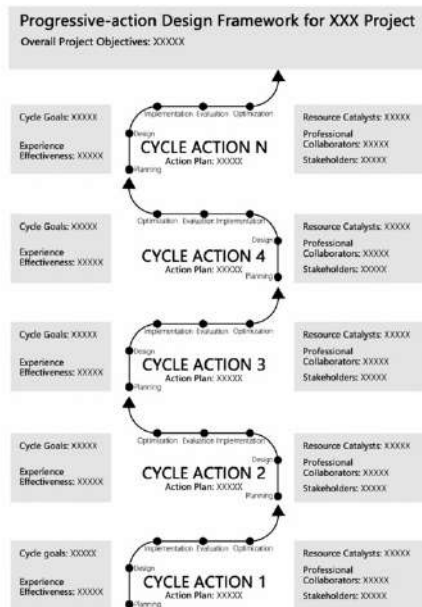 Progressive-action Design Framework for XXX Project
Overall Project Objectives: XXXXX
Cycle Goals: XXXXX
Experience
Effectiveness: XXXXX
Implementation Evaluation Optimization
Design
CYCLE ACTION N
Action Plan: XXXXX
Planning
Resource Catalysts: XXXXX
Professional
Collaborators: XXXXX
Stakeholders: XXXXX
Cycle Goals: XXXXX
Experience
Effectiveness: XXXXX
Optimization Evaluation Implementation
Design
CYCLE ACTION 4
Action Plan: XXXXX
Planning
Resource Catalysts: XXXXX
Professional
Collaborators: XXXXX
Stakeholders: XXXXX
Cycle Goals: XXXXX
Experience
Effectiveness: XXXXX
Implementation Evaluation Optimization
Design
CYCLE ACTION 3
Action Plan: XXXXX
Planning
Resource Catalysts: XXXXX
Professional
Collaborators: XXXXX
Stakeholders: XXXXX
Cycle Goals: XXXXX
Experience
Effectiveness: XXXXX
Optimization Evaluation Implementation
Design
CYCLE ACTION 2
Action Plan: XXXXX
Planning
Resource Catalysts: XXXXX
Professional
Collaborators: XXXXX
Stakeholders: XXXXX
Cycle goals: XXXXX
Experience
Effectiveness: XXXXX
Implementation Evaluation Optimization
Design
CYCLE ACTION 1
Action Plan: XXXXX
Planning
Resource Catalysts: XXXXX
Professional
Collaborators: XXXXX
Stakeholders: XXXXX